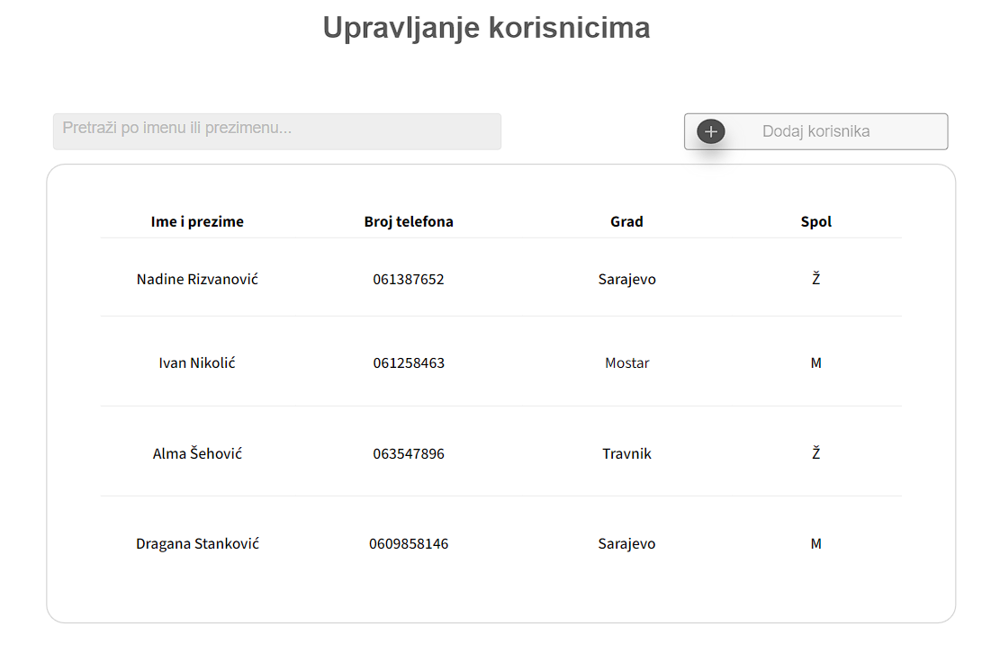 Upravljanje korisnicima
Pretraži po imenu ili prezimenu...
Dodaj korisnika
Ime i prezime Broj telefona Grad Spol
Nadine Rizvanović 061387652 Sarajevo Ž
Ivan Nikolić 061258463 Mostar M
Alma Šehović 063547896 Travnik Ž
Dragana Stanković 0609858146 Sarajevo M